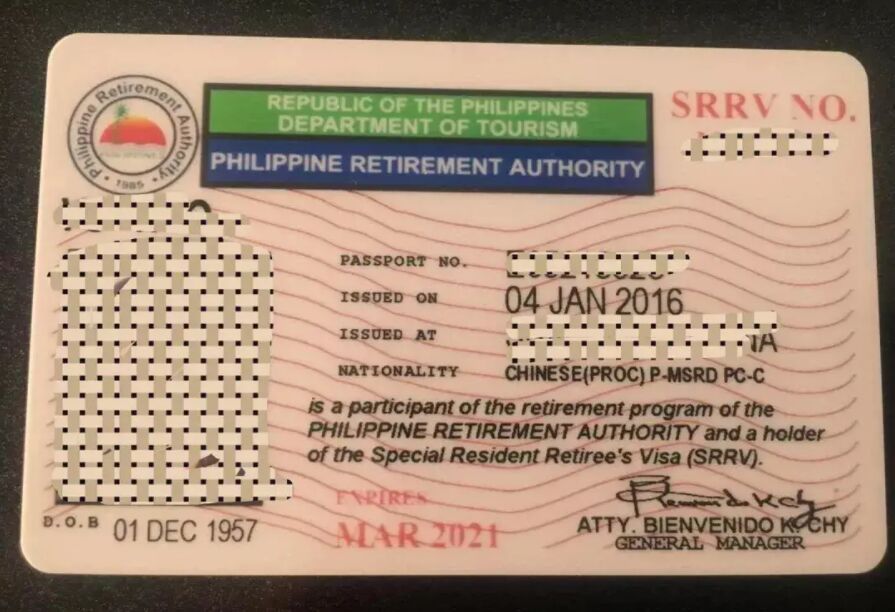 Philippine Retirement Authority
1985
REPUBLIC OF THE PHILIPPINES
DEPARTMENT OF TOURISM
PHILIPPINE RETIREMENT AUTHORITY
SRRV NO.
PASSPORT NO.
ISSUED ON 04 JAN 2016
ISSUED AT
NATIONALITY CHINESE(PROC) P-MSRD PC-C
is a participant of the retirement program of the
PHILIPPINE RETIREMENT AUTHORITY and a holder
of the Special Resident Retiree's Visa (SRRV).
EXPIRES
MAR 2021
D.O.B 01 DEC 1957
ATTY. BIENVENIDO K. CHY
GENERAL MANAGER